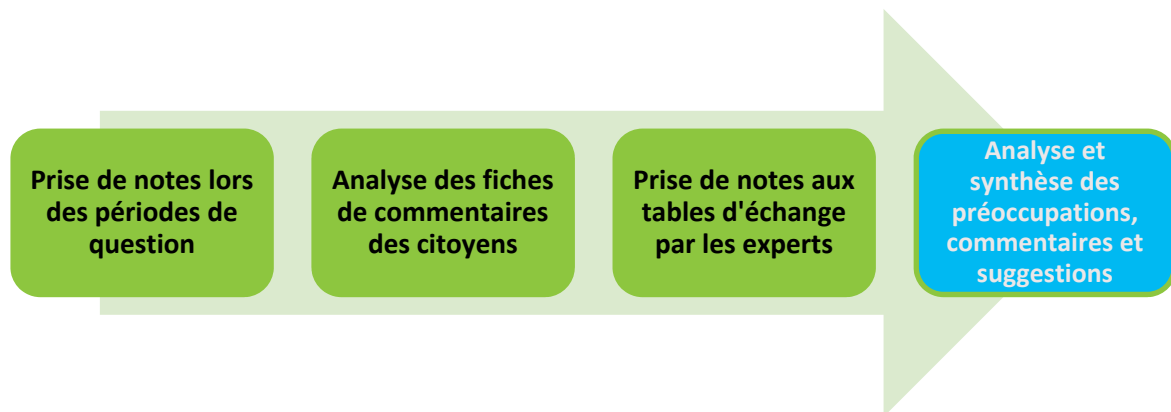 Prise de notes lors
des périodes de
question
Analyse des fiches
de commentaires
des citoyens
Prise de notes aux
tables d'échange
par les experts
Analyse et
synthèse des
préoccupations,
commentaires et
suggestions